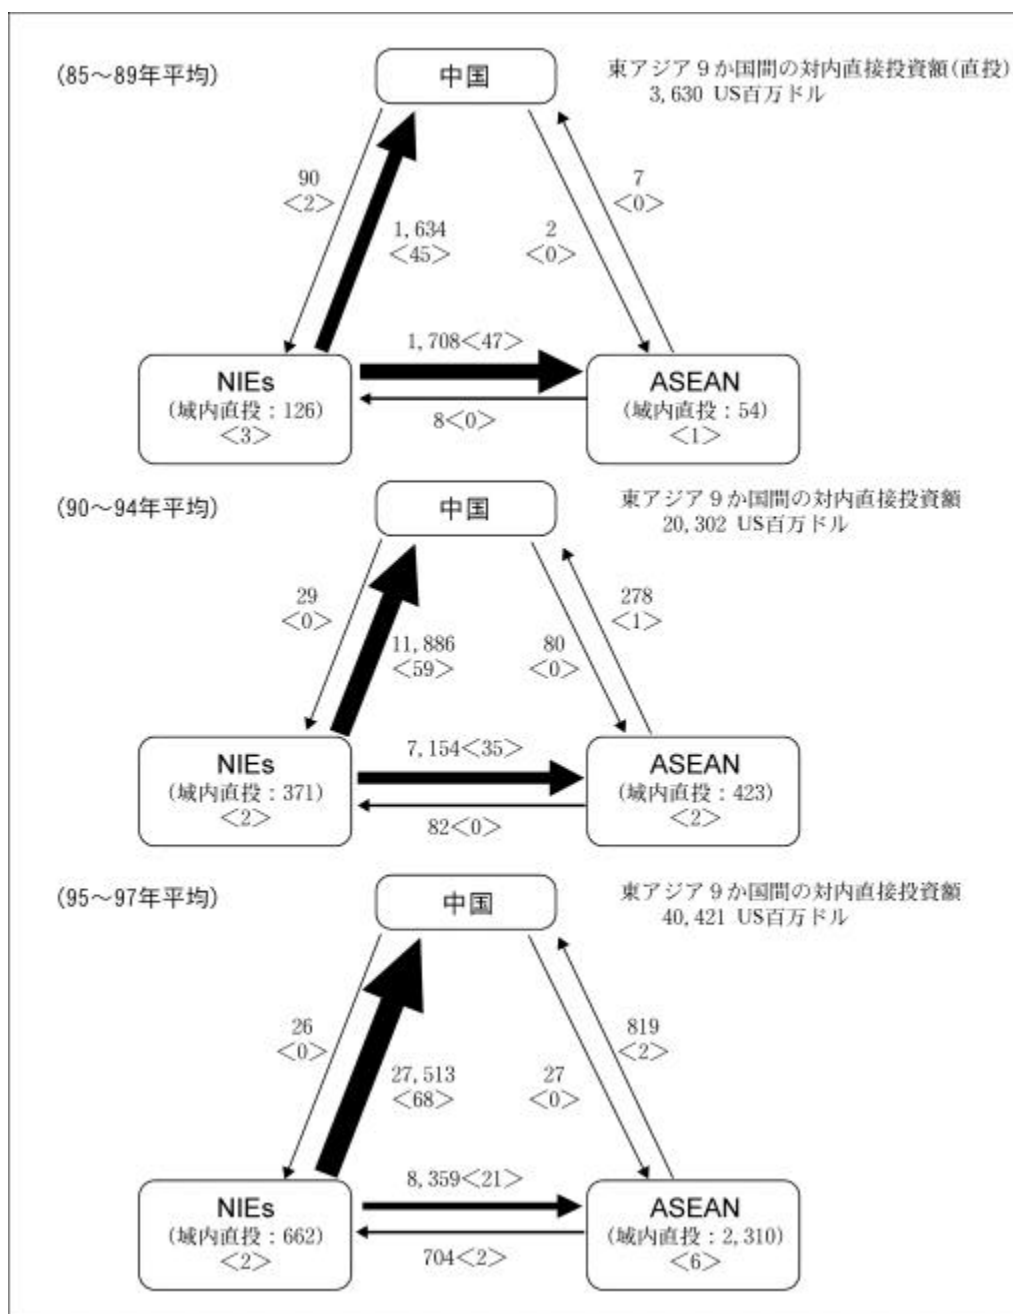 (85～89年平均)
中国
東アジア９か国間の対内直接投資額(直投)
3,630 US百万ドル
90
<2>
1,634
<45>
2
<0>
7
<0>
1,708<47>
8<0>
NIEs
(域内直投：126)
<3>
ASEAN
(域内直投：54)
<1>
(90～94年平均)
中国
東アジア９か国間の対内直接投資額
20,302 US百万ドル
29
<0>
11,886
<59>
80
<0>
278
<1>
7,154<35>
82<0>
NIEs
(域内直投：371)
<2>
ASEAN
(域内直投：423)
<2>
(95～97年平均)
中国
東アジア９か国間の対内直接投資額
40,421 US百万ドル
26
<0>
27,513
<68>
27
<0>
819
<2>
8,359<21>
704<2>
NIEs
(域内直投：662)
<2>
ASEAN
(域内直投：2,310)
<6>